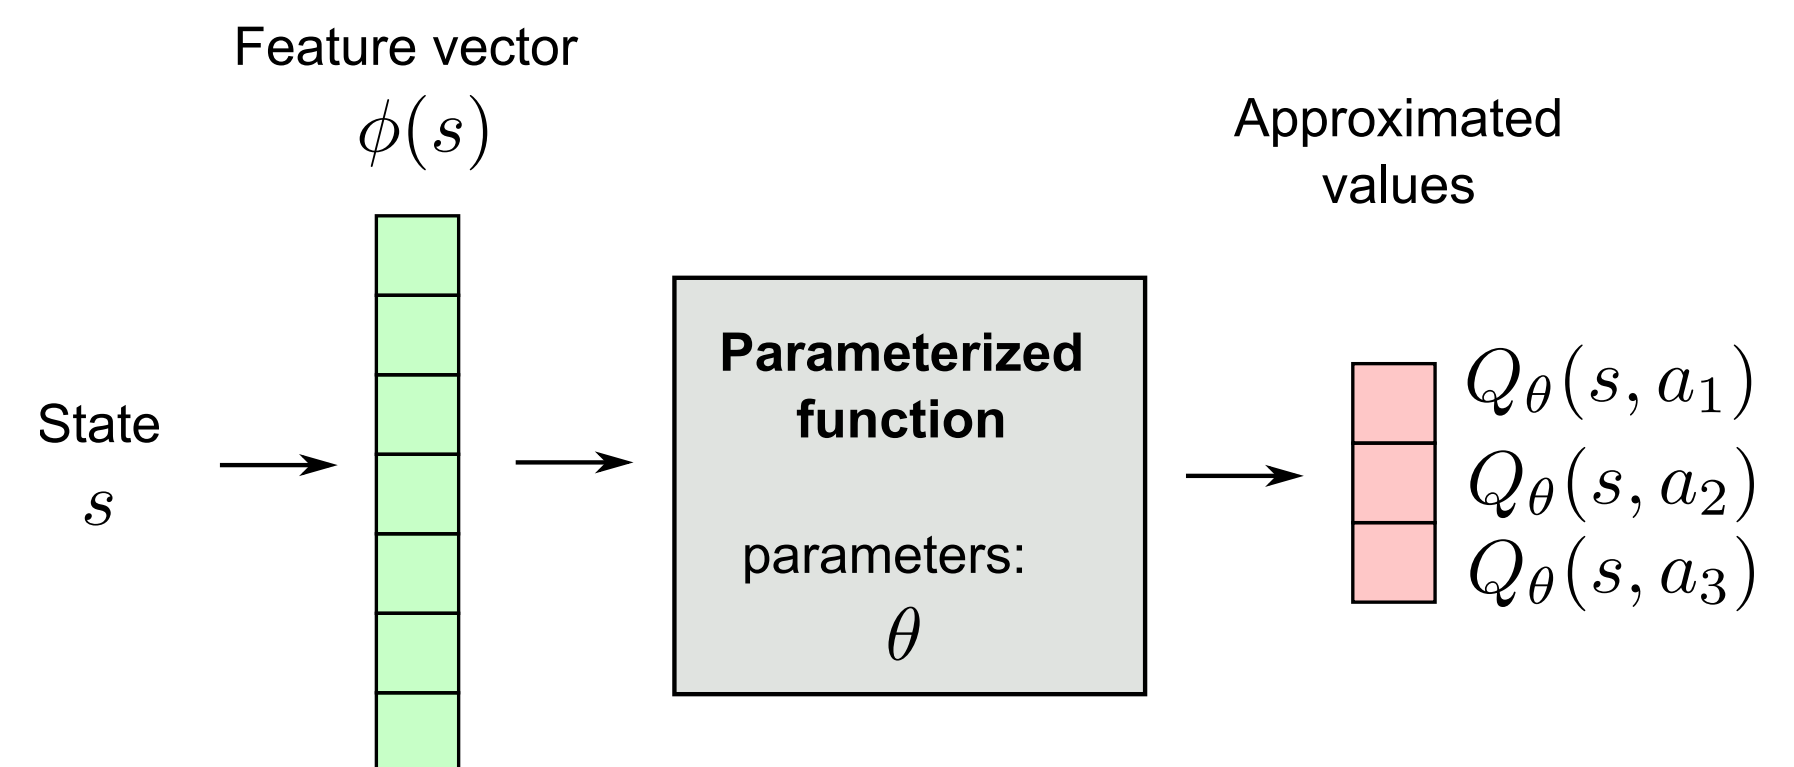 Feature vector
ϕ(s)
Approximated
values
State
s
Parameterized
function
parameters:
θ
Q_θ(s, a_1)
Q_θ(s, a_2)
Q_θ(s, a_3)